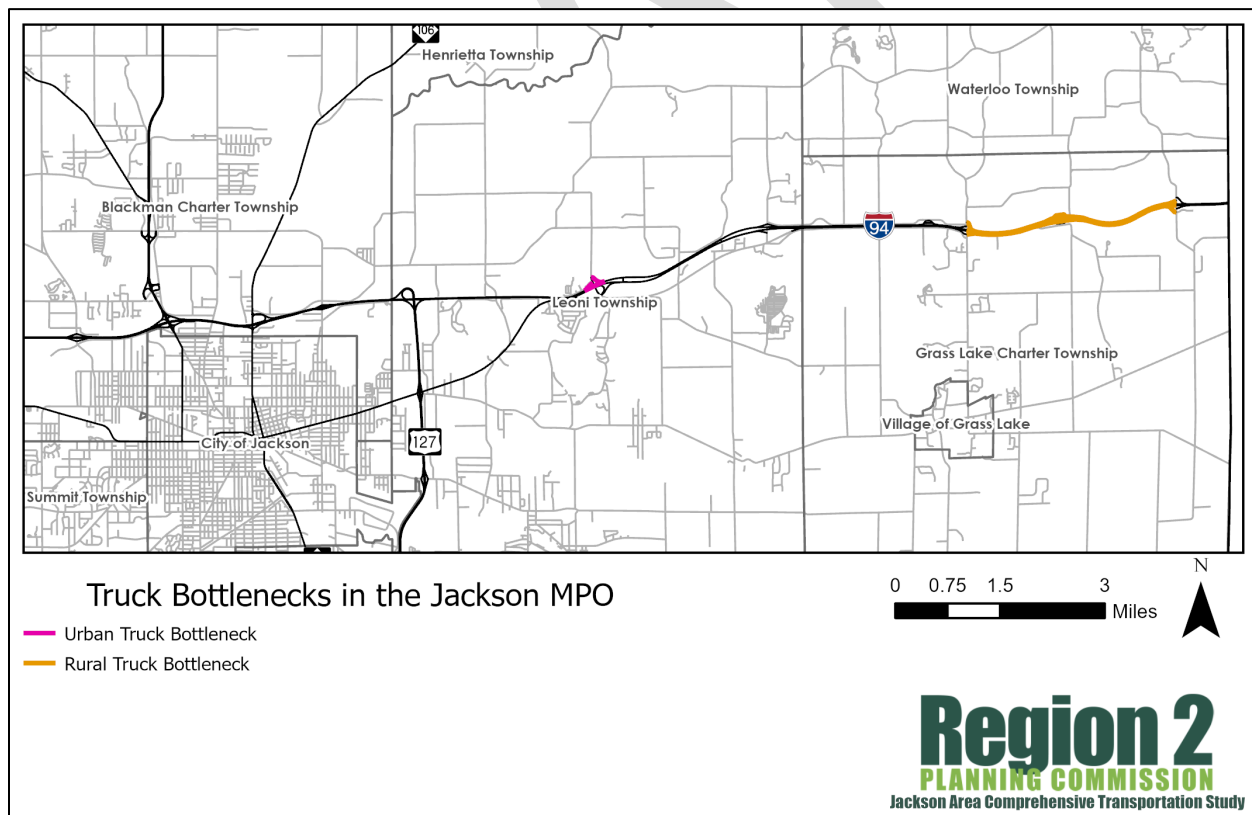 106
Henrietta Township
Waterloo Township
Blackman Charter Township
94
Leoni Township
Grass Lake Charter Township
Village of Grass Lake
City of Jackson
127
Summit Township
Truck Bottlenecks in the Jackson MPO
Urban Truck Bottleneck
Rural Truck Bottleneck
0 0.75 1.5 3
Miles
N
Region 2
PLANNING COMMISSION
Jackson Area Comprehensive Transportation Study